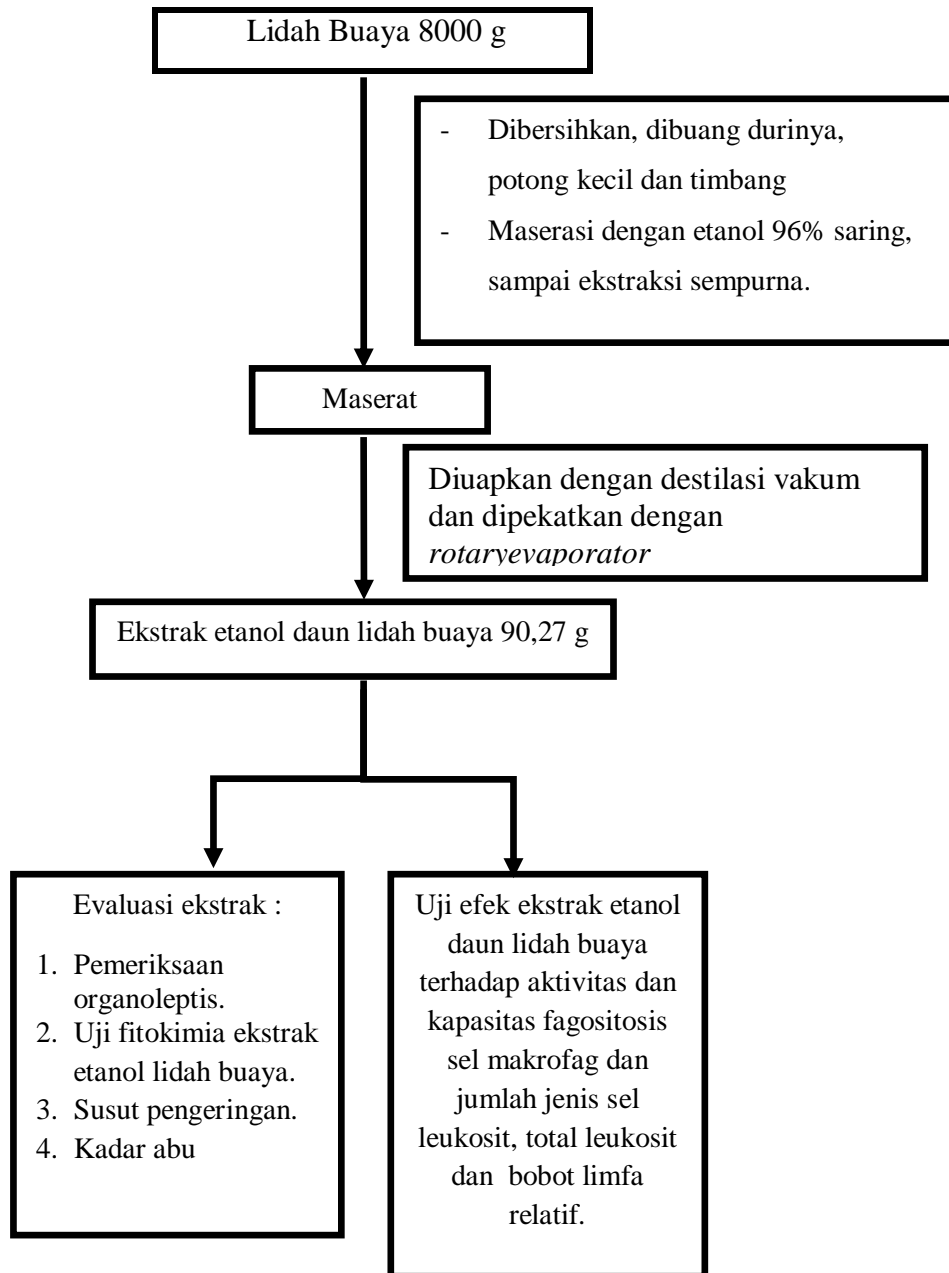 Lidah Buaya 8000 g
- Dibersihkan, dibuang durinya,
potong kecil dan timbang
- Maserasi dengan etanol 96% saring,
sampai ekstraksi sempurna.
Maserat
Diuapkan dengan destilasi vakum
dan dipekatkan dengan
rotaryevaporator
Ekstrak etanol daun lidah buaya 90,27 g
Evaluasi ekstrak :
1. Pemeriksaan
organoleptis.
2. Uji fitokimia ekstrak
etanol lidah buaya.
3. Susut pengeringan.
4. Kadar abu
Uji efek ekstrak etanol
daun lidah buaya
terhadap aktivitas dan
kapasitas fagositosis
sel makrofag dan
jumlah jenis sel
leukosit, total leukosit
dan bobot limfa
relatif.